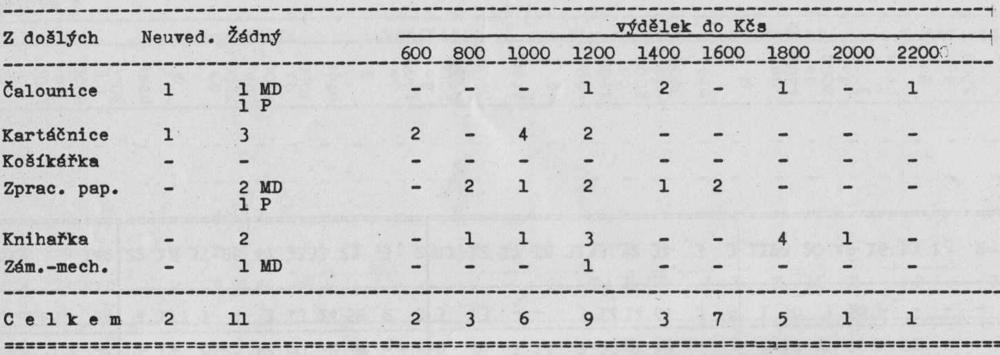 výdělek do Kčs
Z došlých Neuved. Žádný
600 800 1000 1200 1400 1600 1800 2000 2200
Čalounice 1 1 MD - - - 1 2 - 1 - 1
1 P
Kartáčnice 1 3 2 - 4 2 - - - - -
Košíkářka - - - - - - - - - - -
Zprac. pap. - 2 MD - 2 1 2 1 2 - - -
1 P
Knihařka - 2 - 1 1 3 - - 4 1 -
Zám.-mech. - 1 MD - - - 1 - - - - -
C e l k e m 2 11 2 3 6 9 3 7 5 1 1